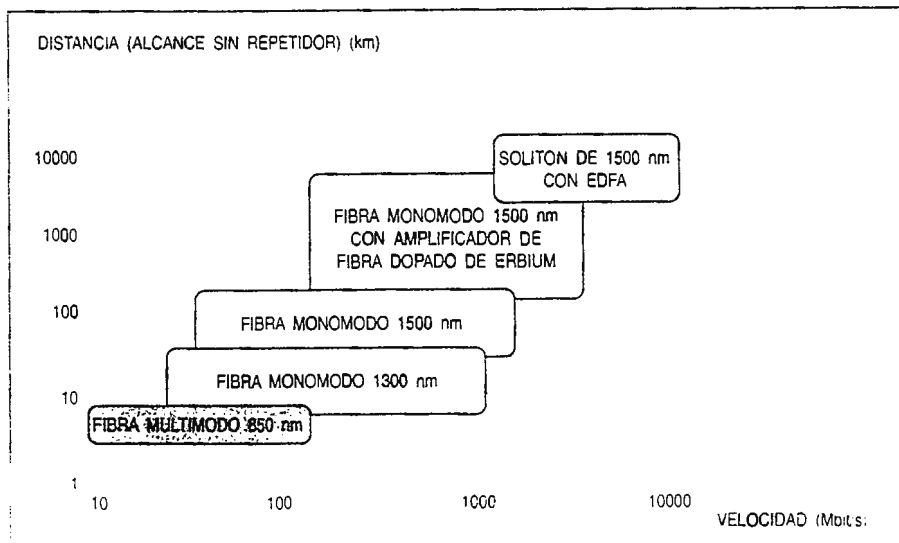 DISTANCIA (ALCANCE SIN REPETIDOR) (km)
10000
SOLITON DE 1500 nm
CON EDFA
FIBRA MONOMODO 1500 nm
CON AMPLIFICADOR DE
FIBRA DOPADO DE ERBIUM
1000
100
FIBRA MONOMODO 1500 nm
FIBRA MONOMODO 1300 nm
10
FIBRA MULTIMODO 850 nm
1
10
100
1000
10000
VELOCIDAD (Mbit/s)